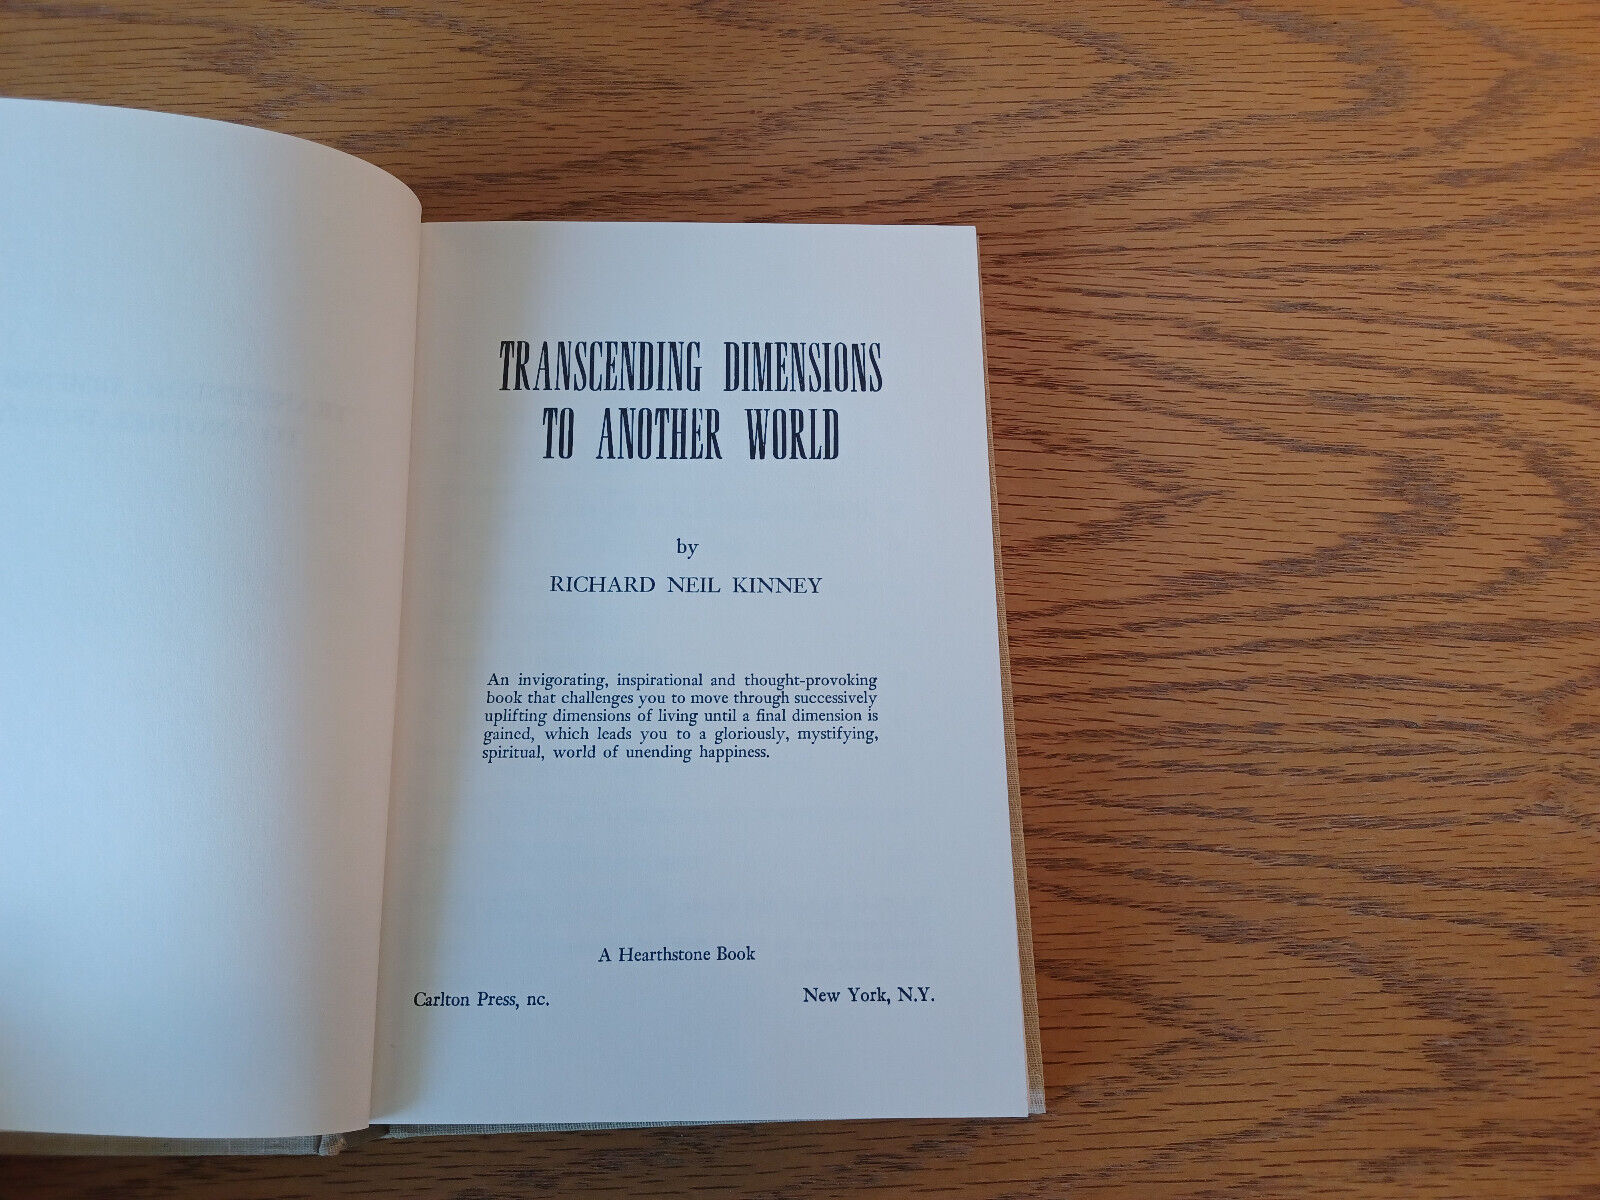 TRANSCENDING DIMENSIONS
TO ANOTHER WORLD
by
RICHARD NEIL KINNEY
An invigorating, inspirational and thought-provoking
book that challenges you to move through successively
uplifting dimensions of living until a final dimension is
gained, which leads you to a gloriously, mystifying,
spiritual, world of unending happiness.
A Hearthstone Book
Carlton Press, nc.
New York, N.Y.